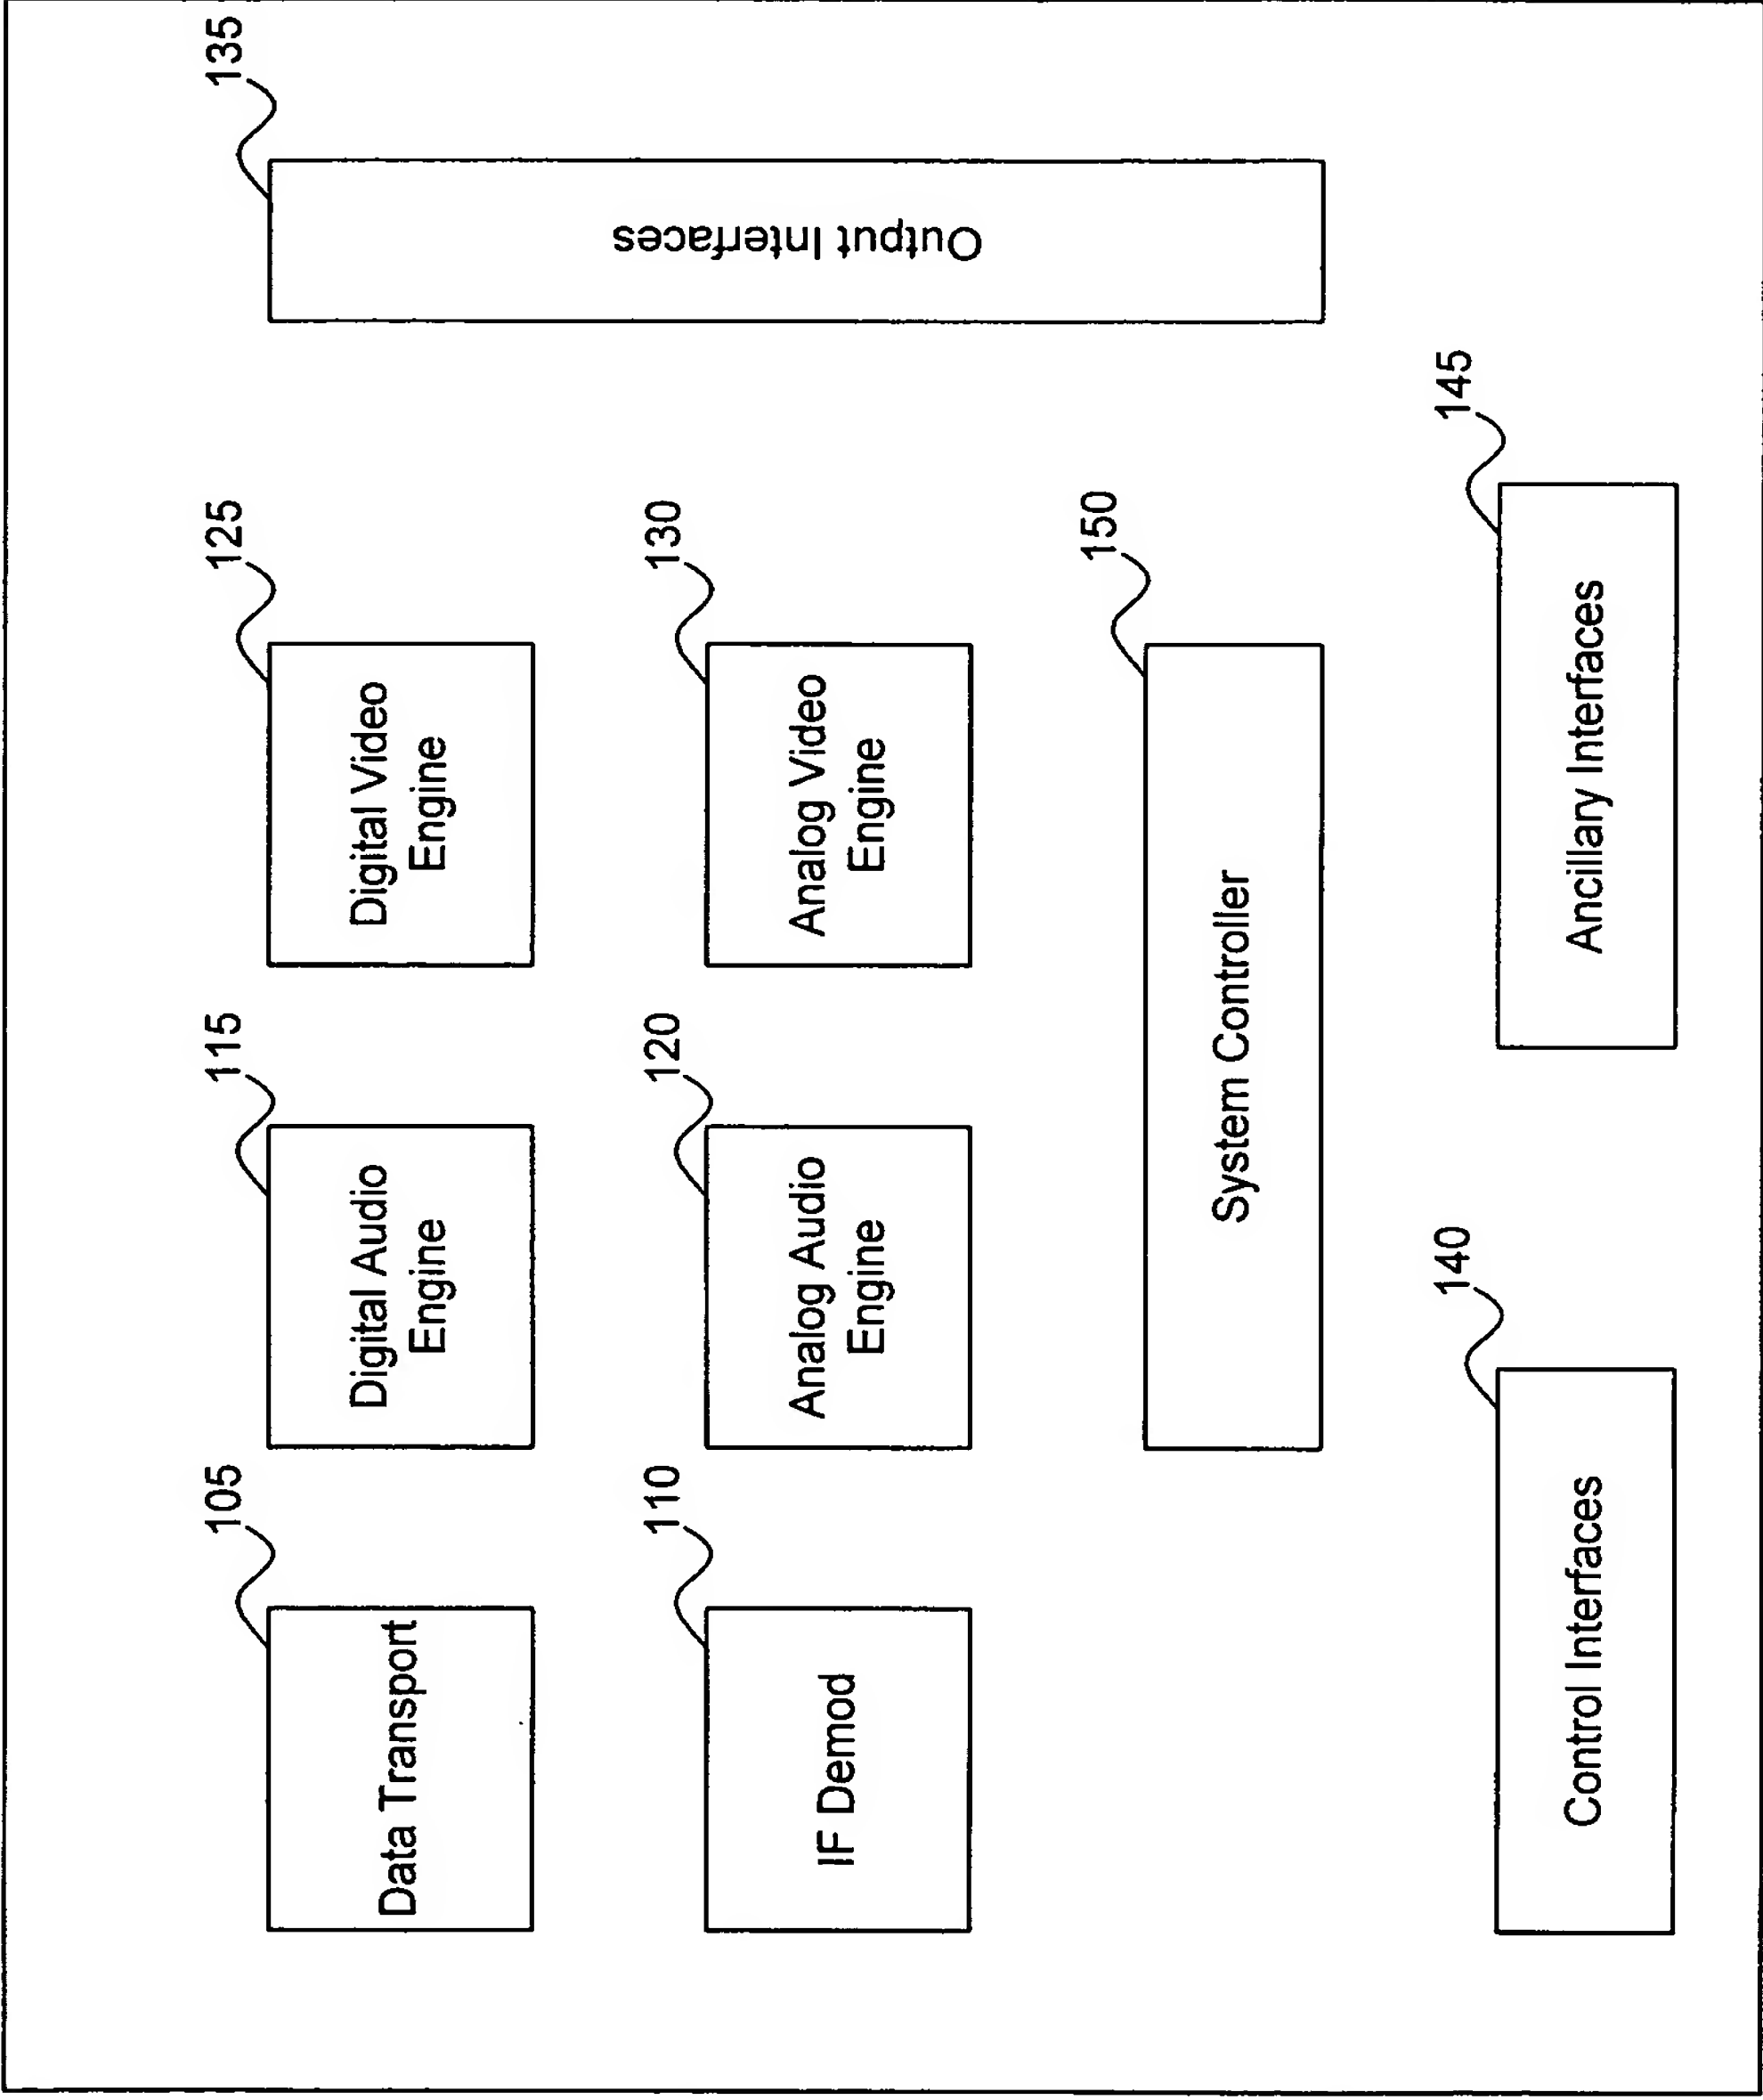 105
Data Transport
115
Digital Audio
Engine
125
Digital Video
Engine
135
Output Interfaces
110
IF Demod
120
Analog Audio
Engine
130
Analog Video
Engine
150
System Controller
140
Control Interfaces
145
Ancillary Interfaces